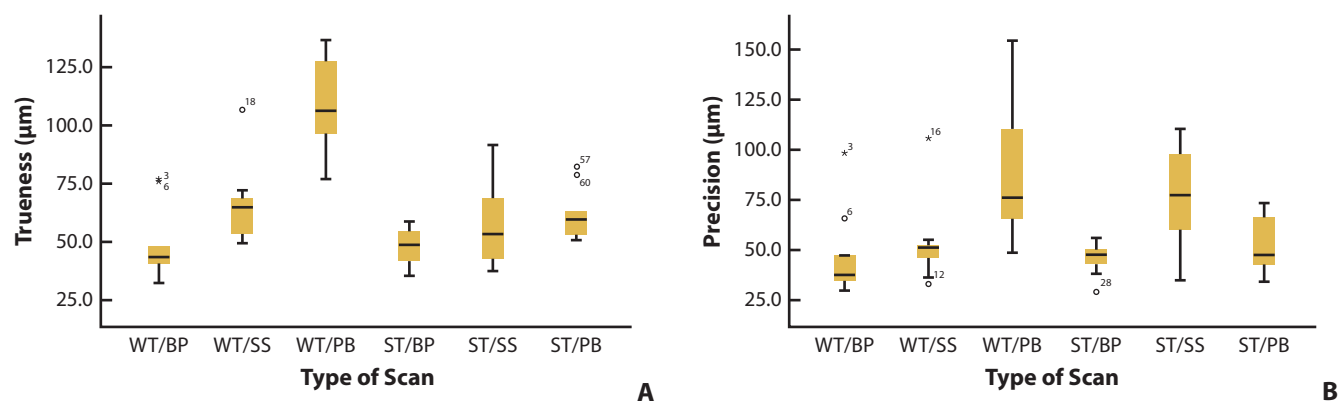 Trueness (µm)
125.0
100.0
75.0
50.0
25.0
3
6
18
57
60
WT/BP WT/SS WT/PB ST/BP ST/SS ST/PB
Type of Scan
A
Precision (µm)
150.0
125.0
100.0
75.0
50.0
25.0
3
6
16
12
28
WT/BP WT/SS WT/PB ST/BP ST/SS ST/PB
Type of Scan
B